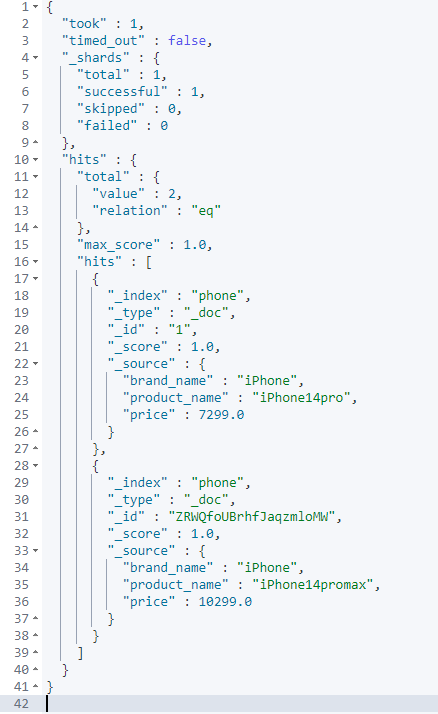 1 {
2   "took" : 1,
3   "timed_out" : false,
4   "_shards" : {
5     "total" : 1,
6     "successful" : 1,
7     "skipped" : 0,
8     "failed" : 0
9   },
10   "hits" : {
11     "total" : {
12       "value" : 2,
13       "relation" : "eq"
14     },
15     "max_score" : 1.0,
16     "hits" : [
17       {
18         "_index" : "phone",
19         "_type" : "_doc",
20         "_id" : "1",
21         "_score" : 1.0,
22         "_source" : {
23           "brand_name" : "iPhone",
24           "product_name" : "iPhone14pro",
25           "price" : 7299.0
26         }
27       },
28       {
29         "_index" : "phone",
30         "_type" : "_doc",
31         "_id" : "ZRWQfoUBrhfJaqzmloMW",
32         "_score" : 1.0,
33         "_source" : {
34           "brand_name" : "iPhone",
35           "product_name" : "iPhone14promax",
36           "price" : 10299.0
37         }
38       }
39     ]
40   }
41 }
42